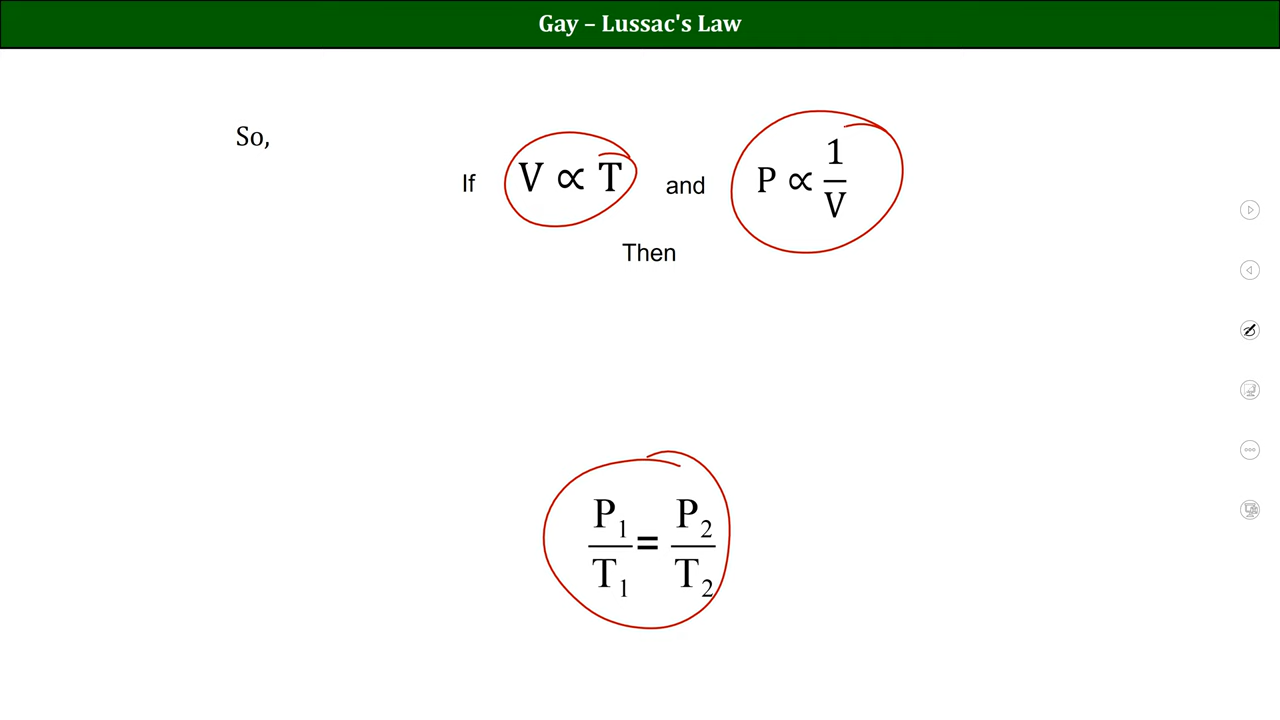 Gay – Lussac's Law
So,
If V ∝ T and P ∝ 1/V
Then
P₁/T₁ = P₂/T₂